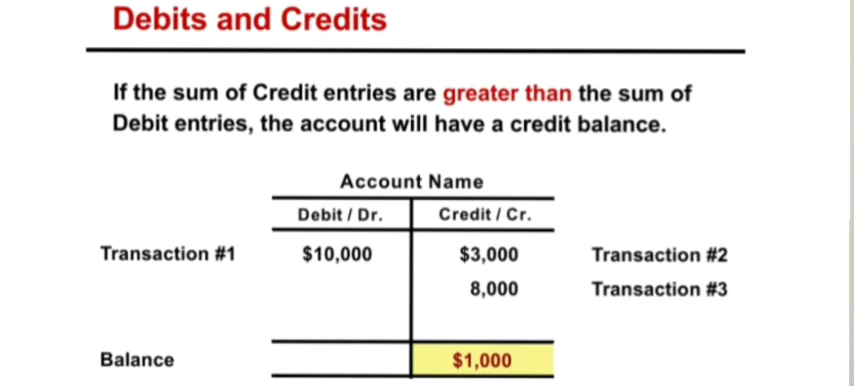 Debits and Credits
If the sum of Credit entries are greater than the sum of
Debit entries, the account will have a credit balance.
Account Name
Debit / Dr. Credit / Cr.
Transaction #1 $10,000 $3,000 Transaction #2
8,000 Transaction #3
Balance $1,000